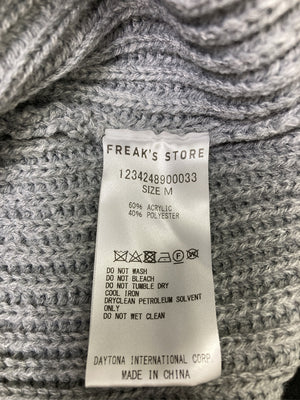 FREAK'S STORE
1234248900033
SIZE M
60% ACRYLIC
40% POLYESTER
DO NOT WASH
DO NOT BLEACH
DO NOT TUMBLE DRY
COOL IRON
DRYCLEAN PETROLEUM SOLVENT
ONLY
DO NOT WET CLEAN
DAYTONA INTERNATIONAL CORP.
MADE IN CHINA